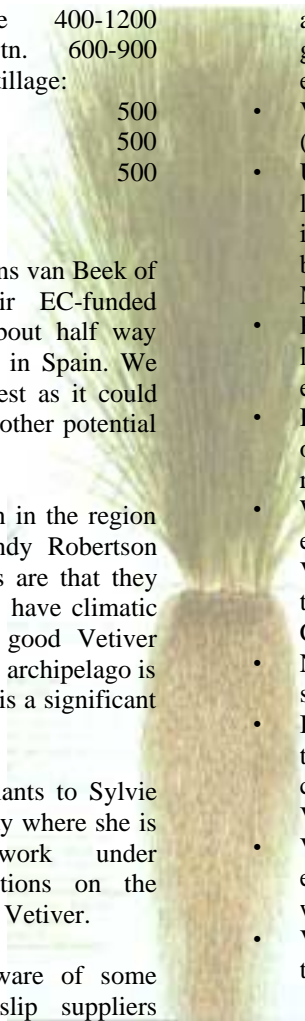 e 400-1200
tn. 600-900
illage:
500
500
500
ns van Beek of
ir EC-funded
bout half way
in Spain. We
est as it could
other potential
n in the region
ndy Robertson
s are that they
have climatic
good Vetiver
archipelago is
is a significant
ants to Sylvie
y where she is
work under
tions on the
Vetiver.
ware of some
slip suppliers
a
g
e
• V
(
• U
l
i
b
M
•
l
e
•
o
r
• V
e
V
t
C
• M
s
•
t
c
V
• V
e
w
• V
t